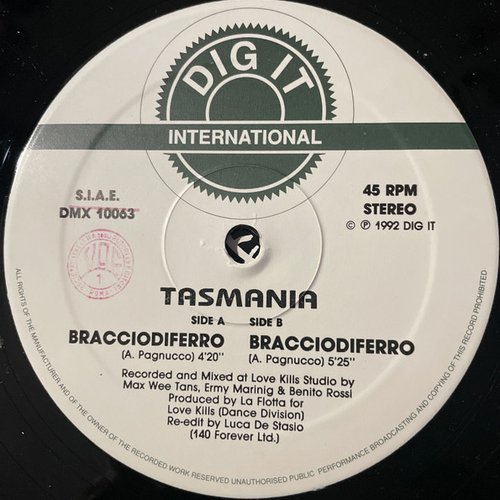 DIG IT
INTERNATIONAL
S.I.A.E.
DMX 10063
45 RPM
STEREO
© ℗ 1992 DIG IT
TASMANIA
SIDE A SIDE B
BRACCIODIFERRO BRACCIODIFERRO
(A. Pagnucco) 4'20" (A. Pagnucco) 5'25"
Recorded and Mixed at Love Kills Studio by
Max Wee Tans, Ermy Marinig & Benito Rossi
Produced by La Flotta for
Love Kills (Dance Division)
Re-edit by Luca De Stasio
(140 Forever Ltd.)
ALL RIGHTS OF THE MANUFACTURER AND OF THE OWNER OF THE RECORDED WORK RESERVED UNAUTHORISED PUBLIC PERFORMANCE BROADCASTING AND COPYING OF THIS RECORD PROHIBITED